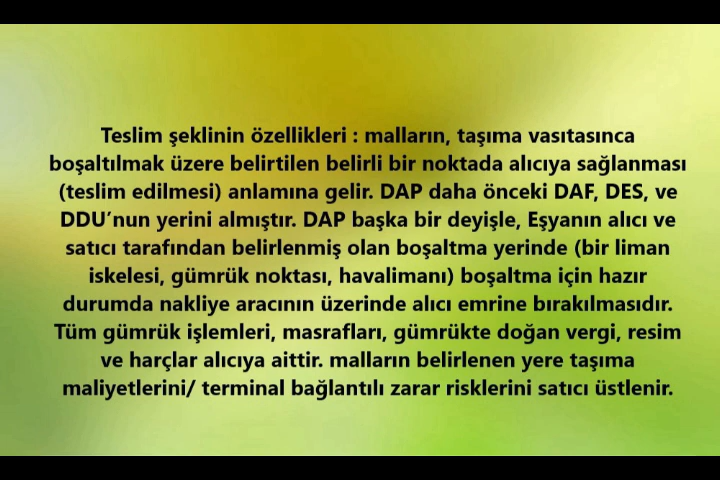 Teslim şeklinin özellikleri : malların, taşıma vasıtasınca
boşaltılmak üzere belirtilen belirli bir noktada alıcıya sağlanması
(teslim edilmesi) anlamına gelir. DAP daha önceki DAF, DES, ve
DDU’nun yerini almıştır. DAP başka bir deyişle, Eşyanın alıcı ve
satıcı tarafından belirlenmiş olan boşaltma yerinde (bir liman
iskelesi, gümrük noktası, havalimanı) boşaltma için hazır
durumda nakliye aracının üzerinde alıcı emrine bırakılmasıdır.
Tüm gümrük işlemleri, masrafları, gümrükte doğan vergi, resim
ve harçlar alıcıya aittir. malların belirlenen yere taşıma
maliyetlerini/ terminal bağlantılı zarar risklerini satıcı üstlenir.